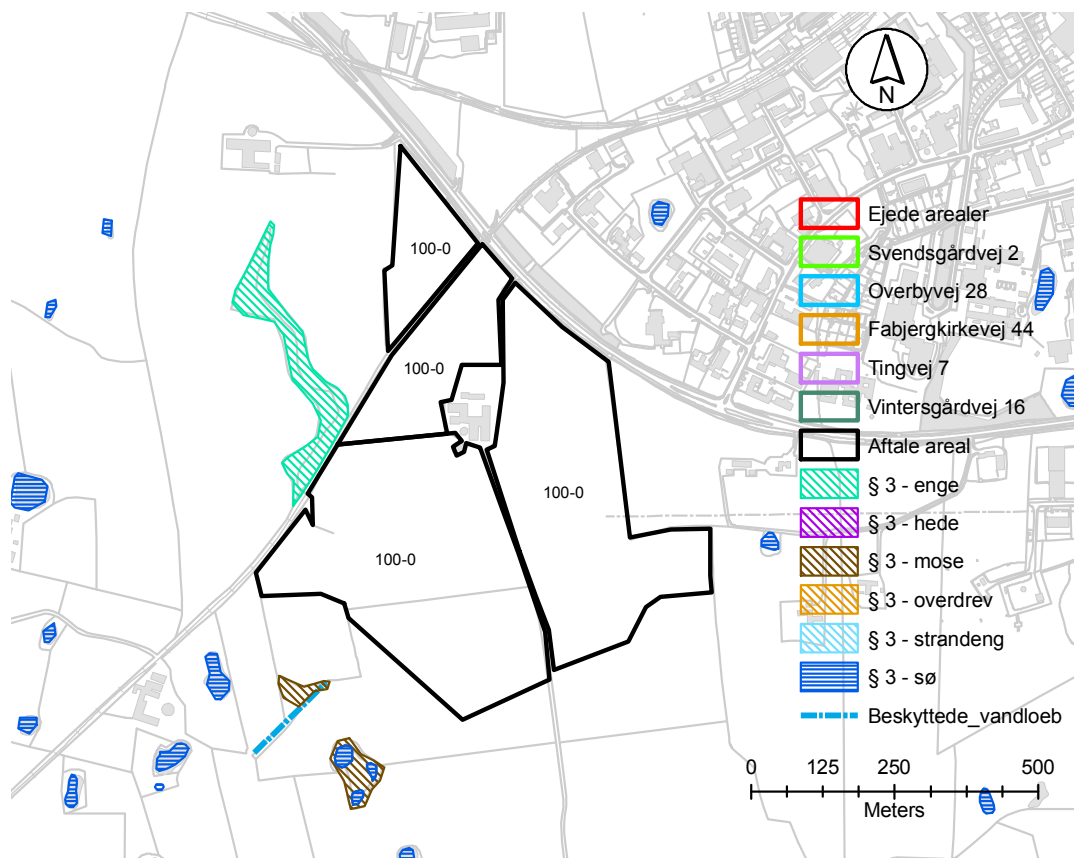 N
Ejede arealer
Svendsgårdvej 2
Overbyvej 28
Fabjergkirkevej 44
Tingvej 7
Vintersgårdvej 16
Aftale areal
§ 3 - enge
§ 3 - hede
§ 3 - mose
§ 3 - overdrev
§ 3 - strandeng
§ 3 - sø
Beskyttede_vandloeb
100-0
100-0
100-0
100-0
0 125 250 500
Meters